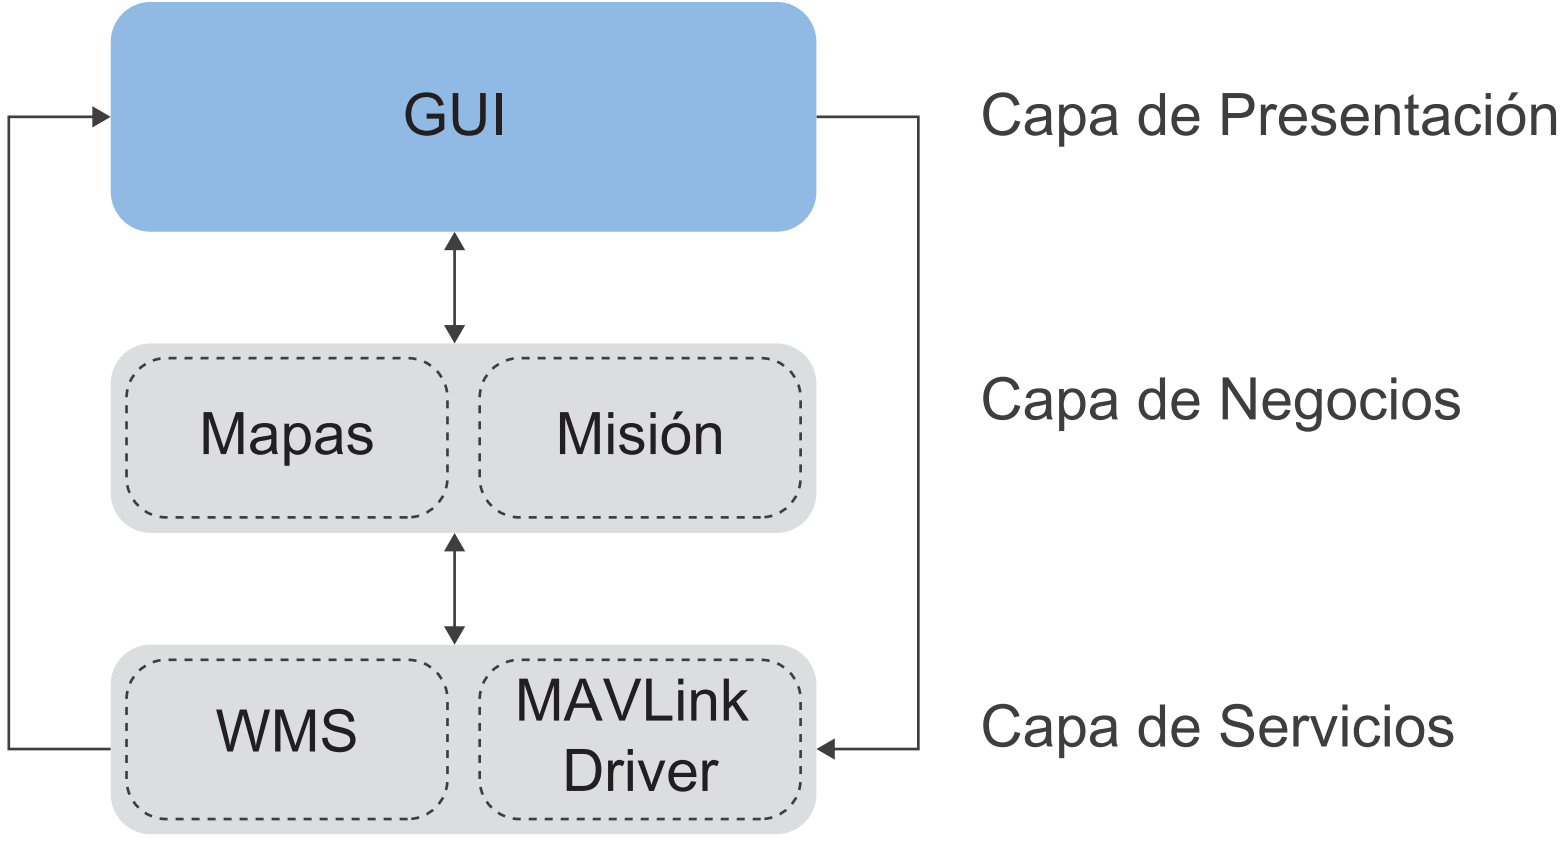 GUI
Capa de Presentación
Mapas
Misión
Capa de Negocios
WMS
MAVLink
Driver
Capa de Servicios